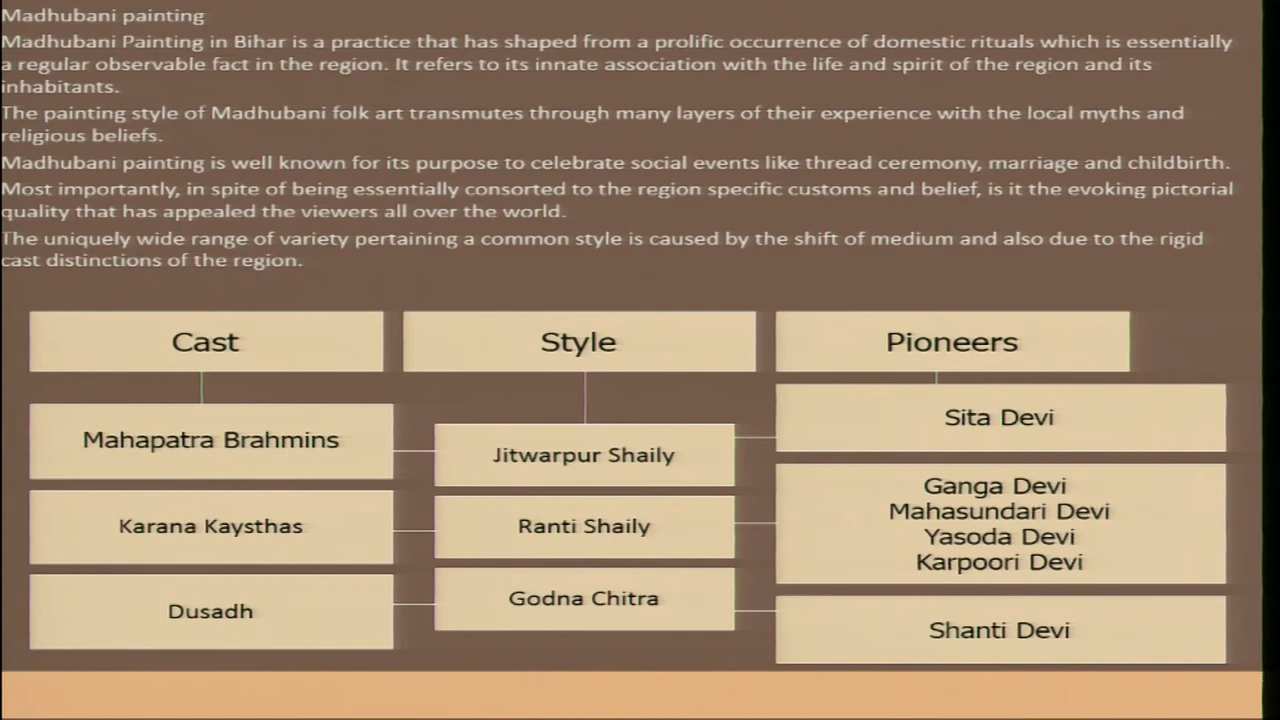 Madhubani painting
Madhubani Painting in Bihar is a practice that has shaped from a prolific occurrence of domestic rituals which is essentially
a regular observable fact in the region. It refers to its innate association with the life and spirit of the region and its
inhabitants.
The painting style of Madhubani folk art transmutes through many layers of their experience with the local myths and
religious beliefs.
Madhubani painting is well known for its purpose to celebrate social events like thread ceremony, marriage and childbirth.
Most importantly, in spite of being essentially consorted to the region specific customs and belief, is it the evoking pictorial
quality that has appealed the viewers all over the world.
The uniquely wide range of variety pertaining a common style is caused by the shift of medium and also due to the rigid
cast distinctions of the region.
Cast
Style
Pioneers
Mahapatra Brahmins
Jitwarpur Shaily
Sita Devi
Karana Kaysthas
Ranti Shaily
Ganga Devi
Mahasundari Devi
Yasoda Devi
Karpoori Devi
Dusadh
Godna Chitra
Shanti Devi